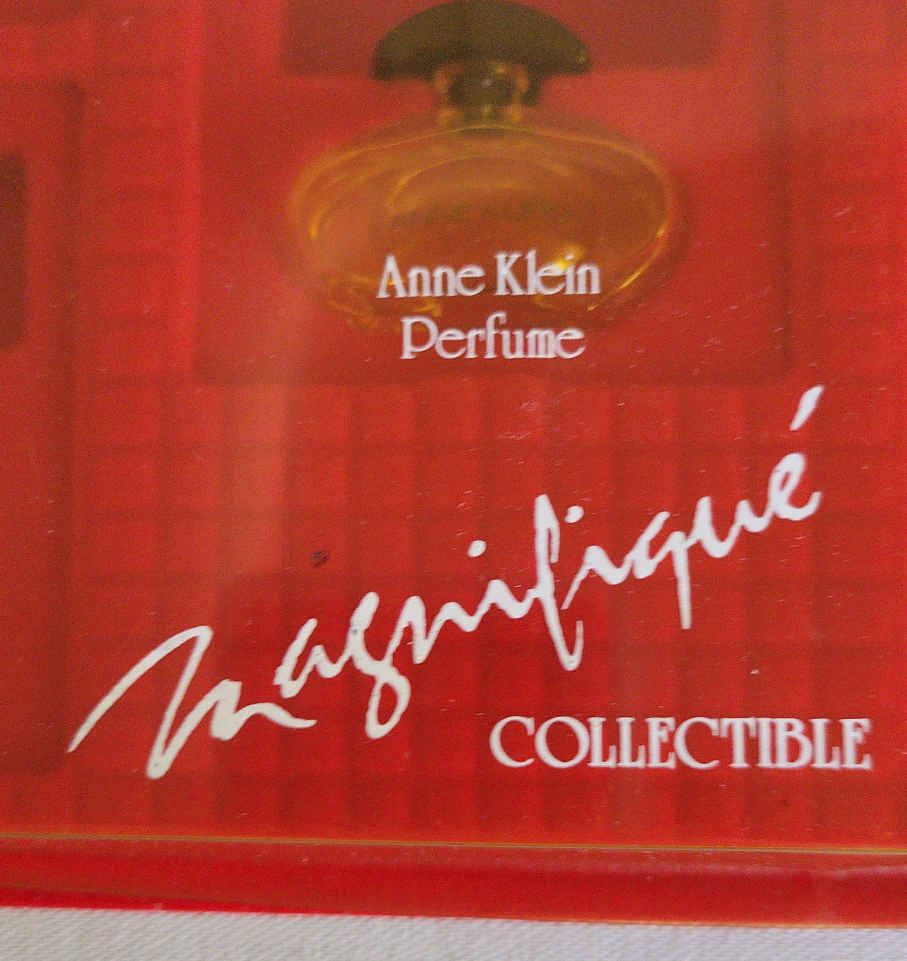 Anne Klein
Perfume
magnifiqué
COLLECTIBLE